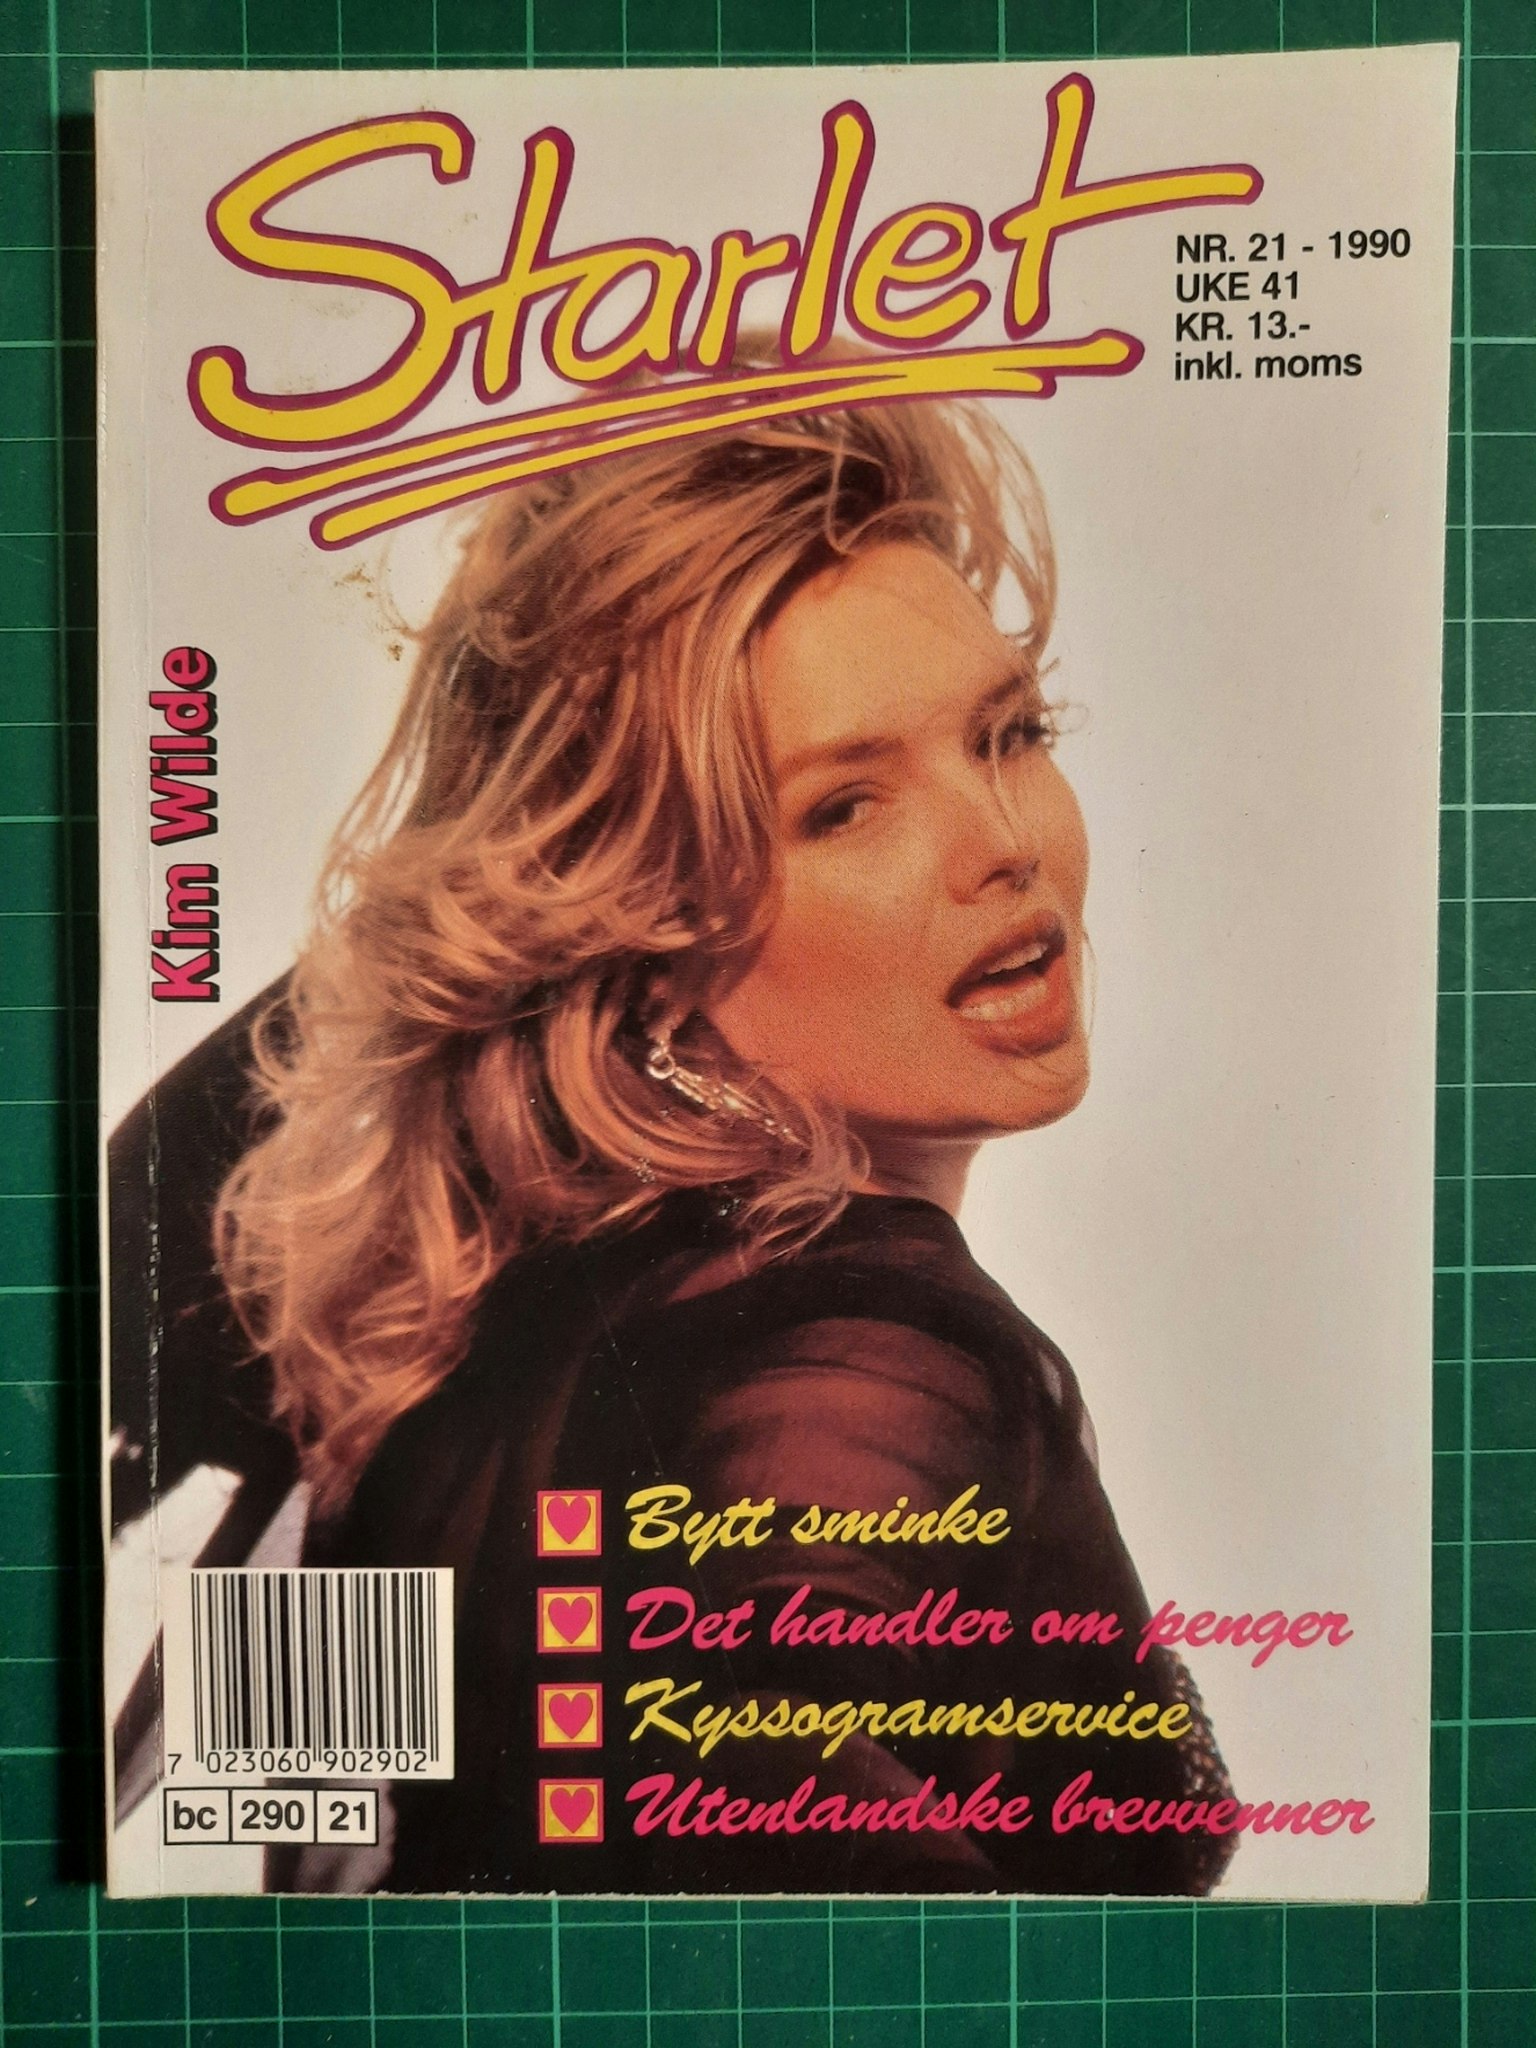 Starlet
NR. 21 - 1990
UKE 41
KR. 13.-
inkl. moms
Kim Wilde
Bytt sminke
Det handler om penger
Kyssogramservice
Utenlandske brevvenner
7 023060 902902
bc 290 21